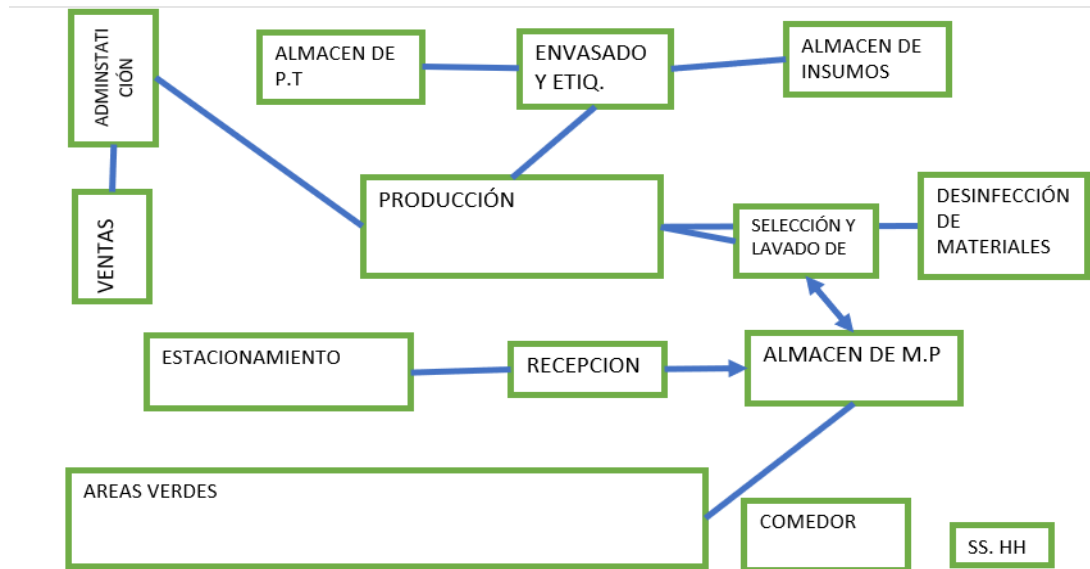 ADMINSTATI
CIÓN
ALMACEN DE
P.T
ENVASADO
Y ETIQ.
ALMACEN DE
INSUMOS
VENTAS
PRODUCCIÓN
SELECCIÓN Y
LAVADO DE
DESINFECCIÓN
DE
MATERIALES
ESTACIONAMIENTO
RECEPCION
ALMACEN DE M.P
AREAS VERDES
COMEDOR
SS. HH